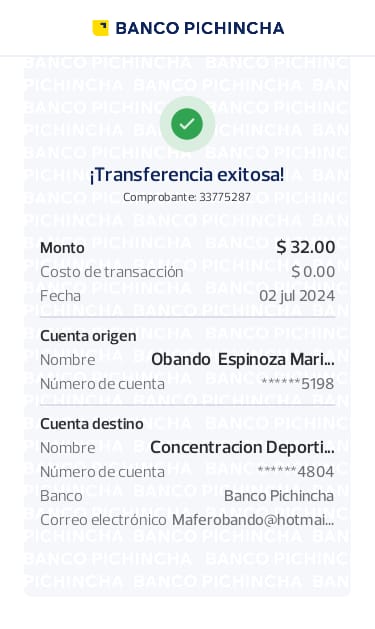 BANCO PICHINCHA
¡Transferencia exitosa!
Comprobante: 33775287
Monto $ 32.00
Costo de transacción $ 0.00
Fecha 02 jul 2024
Cuenta origen
Nombre Obando Espinoza Mari...
Número de cuenta ******5198
Cuenta destino
Nombre Concentracion Deporti...
Número de cuenta ******4804
Banco Banco Pichincha
Correo electrónico Maferobando@hotmai...